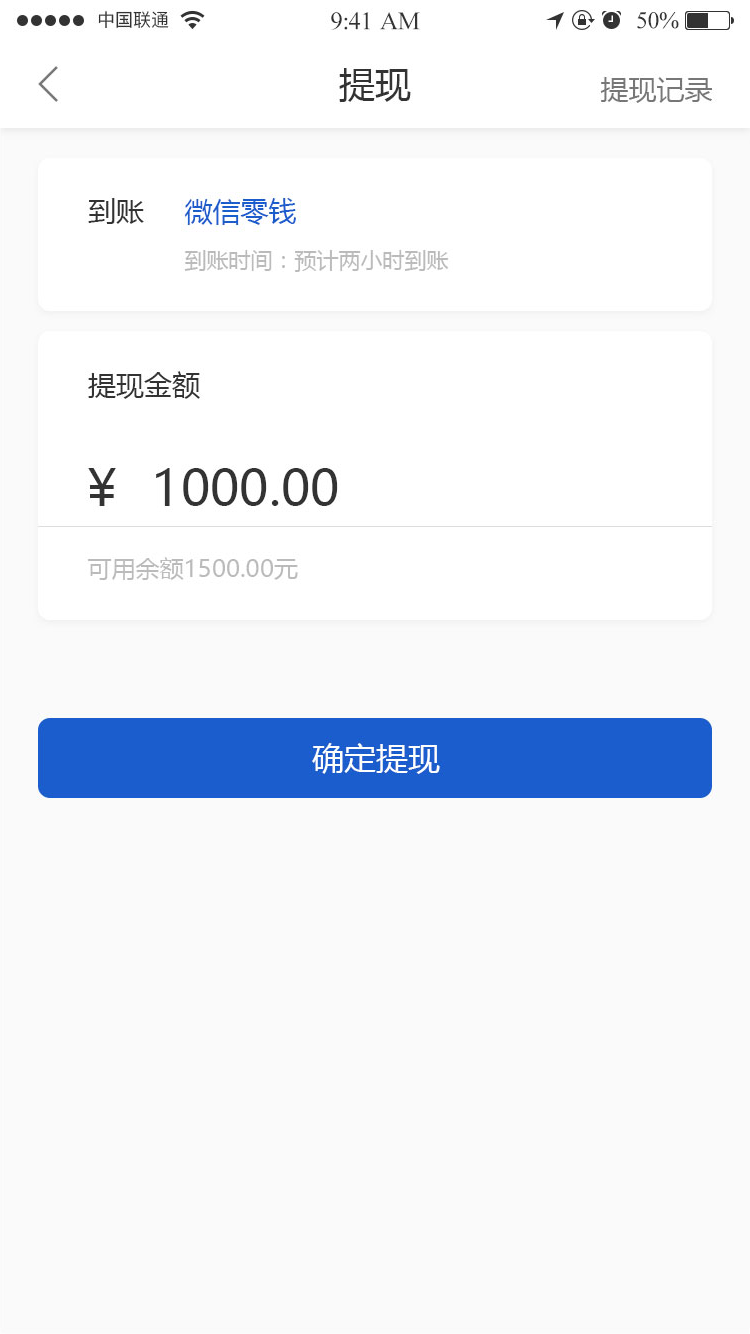 中国联通 9:41 AM 50%
提现 提现记录
到账 微信零钱
到账时间：预计两小时到账
提现金额
¥ 1000.00
可用余额1500.00元
确定提现